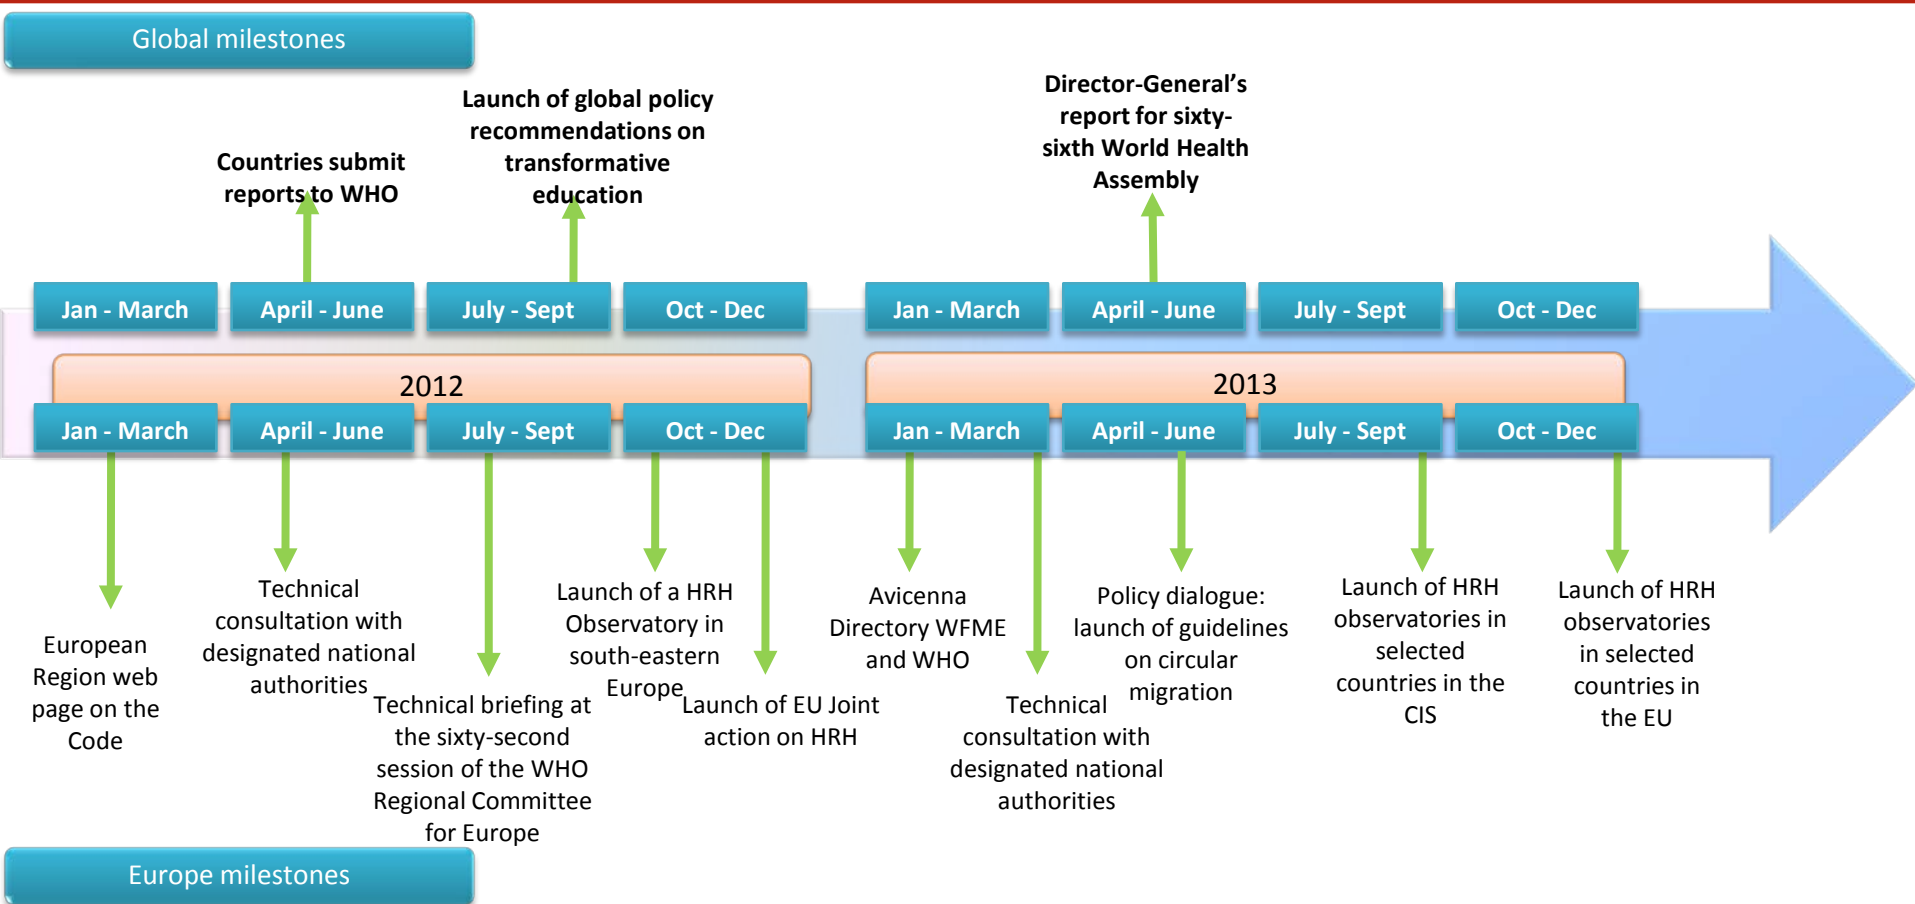 Global milestones
Countries submit
reports to WHO
Launch of global policy
recommendations on
transformative
education
Director-General’s
report for sixty-
sixth World Health
Assembly
Jan - March
April - June
July - Sept
Oct - Dec
Jan - March
April - June
July - Sept
Oct - Dec
2012
2013
Jan - March
April - June
July - Sept
Oct - Dec
Jan - March
April - June
July - Sept
Oct - Dec
European
Region web
page on the
Code
Technical
consultation with
designated national
authorities
Technical briefing at
the sixty-second
session of the WHO
Regional Committee
for Europe
Launch of a HRH
Observatory in
south-eastern
Europe
Launch of EU Joint
action on HRH
Avicenna
Directory WFME
and WHO
Technical
consultation with
designated national
authorities
Policy dialogue:
launch of guidelines
on circular
migration
Launch of HRH
observatories in
selected
countries in the
CIS
Launch of HRH
observatories
in selected
countries in
the EU
Europe milestones